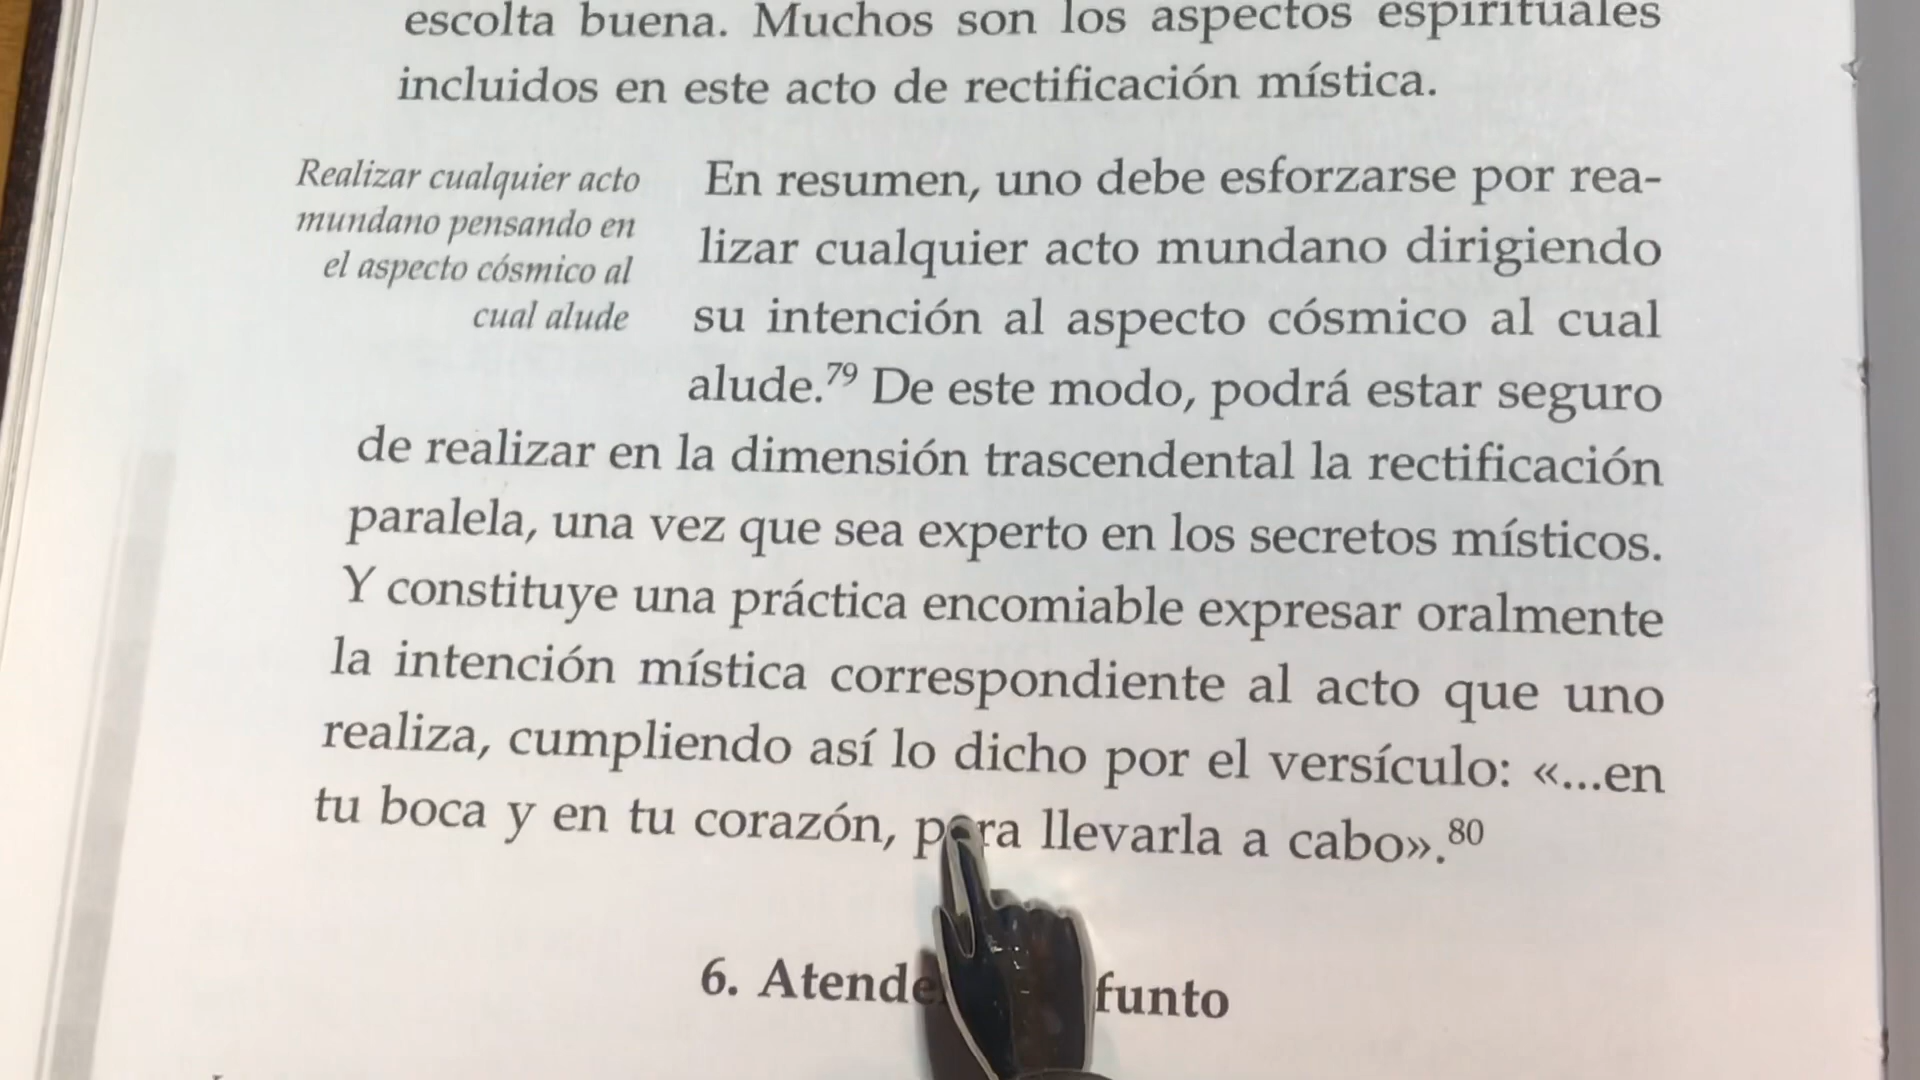 escolta buena. Muchos son los aspectos espirituales
incluidos en este acto de rectificación mística.
Realizar cualquier acto
mundano pensando en
el aspecto cósmico al
cual alude
En resumen, uno debe esforzarse por rea-
lizar cualquier acto mundano dirigiendo
su intención al aspecto cósmico al cual
alude.79 De este modo, podrá estar seguro
de realizar en la dimensión trascendental la rectificación
paralela, una vez que sea experto en los secretos místicos.
Y constituye una práctica encomiable expresar oralmente
la intención mística correspondiente al acto que uno
realiza, cumpliendo así lo dicho por el versículo: «...en
tu boca y en tu corazón, para llevarla a cabo».80
6.